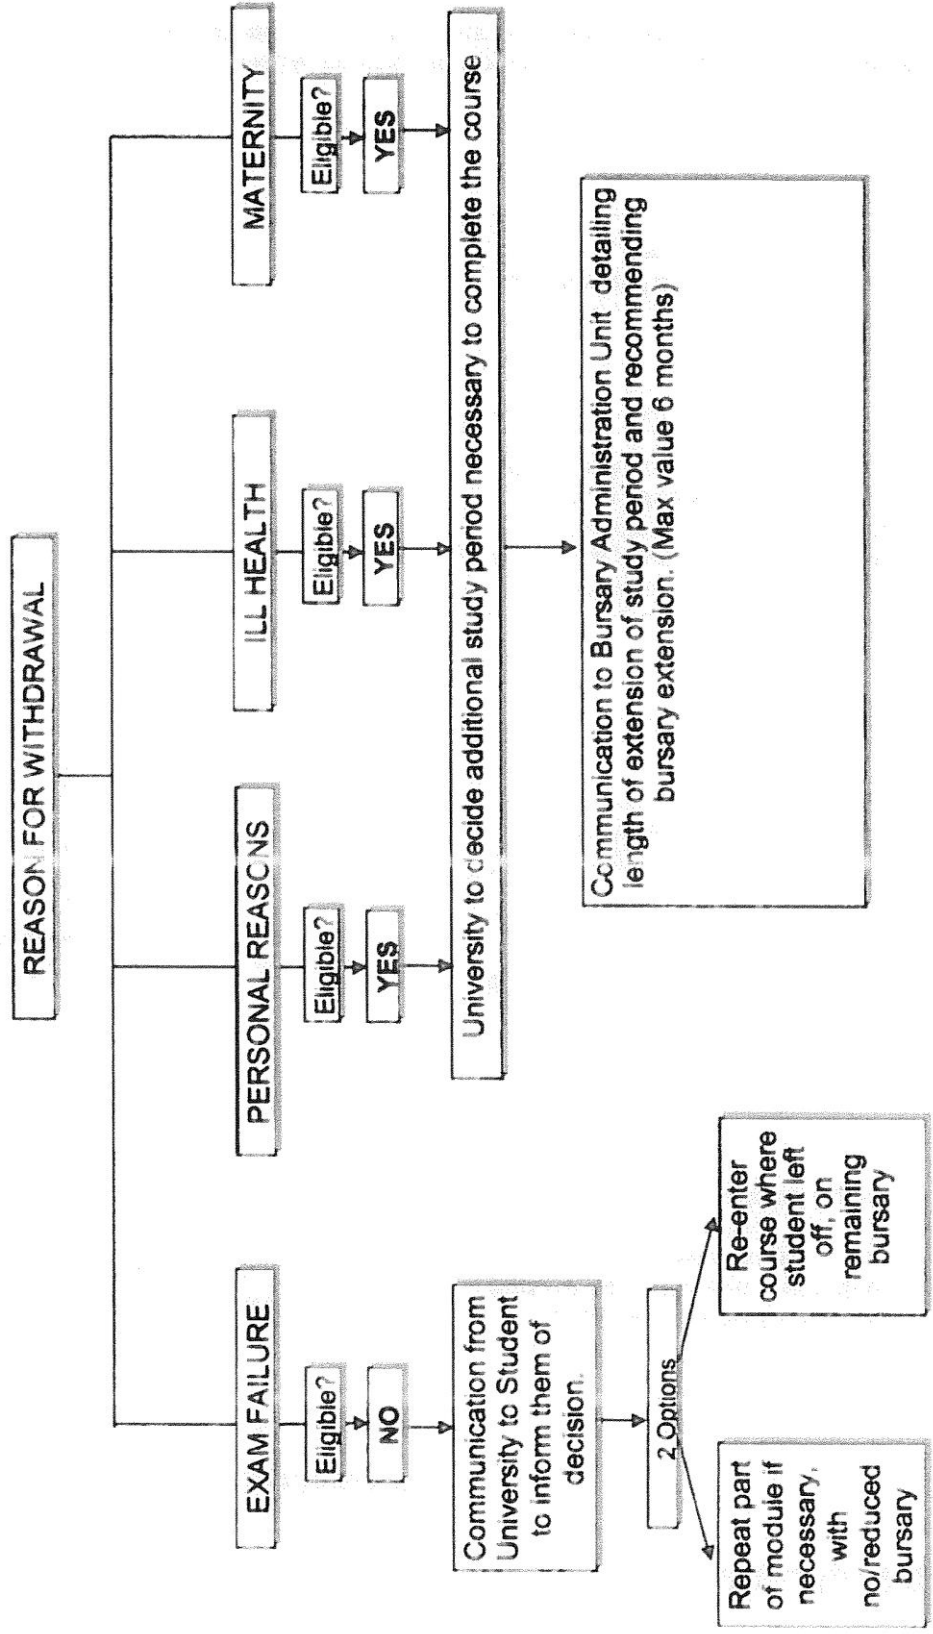 REASON FOR WITHDRAWAL
EXAM FAILURE
PERSONAL REASONS
ILL HEALTH
MATERNITY
Eligible?
Eligible?
Eligible?
Eligible?
NO
YES
YES
YES
Communication from
University to Student
to inform them of
decision.
University to decide additional study period necessary to complete the course
2 Options
Repeat part
of module if
necessary,
with
no/reduced
bursary
Re-enter
course where
student left
off, on
remaining
bursary
Communication to Bursary Administration Unit detailing
length of extension of study period and recommending
bursary extension. (Max value 6 months)